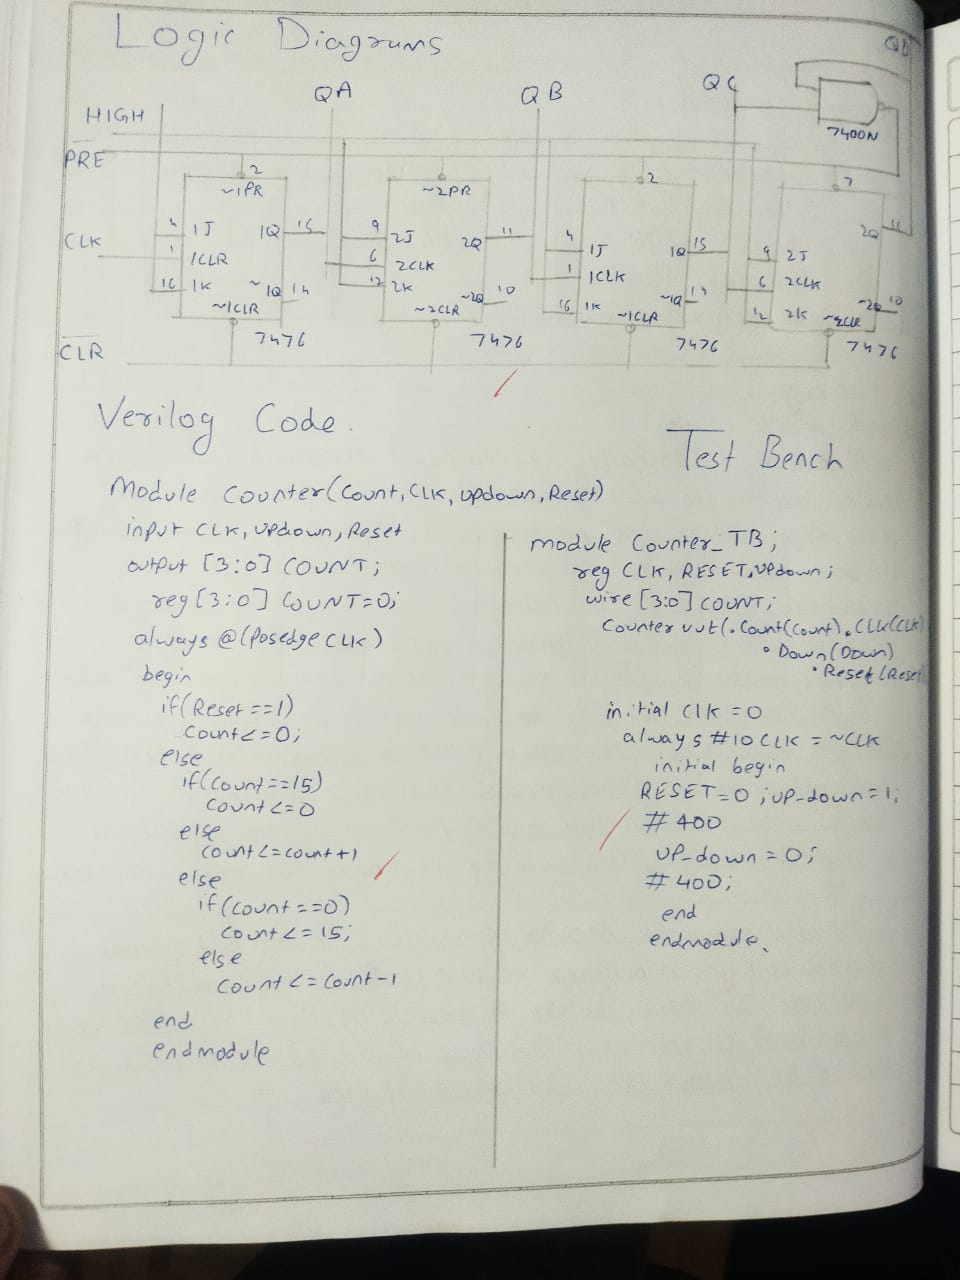 Logic Diagrams
QD
QA
QB
QC
HIGH
7400N
PRE
2
~1PR
~2PR
2
7
4
1J
1Q
15
9
2J
2Q
11
4
1J
1Q
15
9
2J
2Q
11
CLK
1
1CLR
6
2CLK
1
1CLK
6
2CLK
16
1K
~1Q
14
12
2K
~2Q
10
16
1K
~1Q
14
12
2K
~2Q
10
~1CLR
~2CLR
~1CLR
~2CLR
7476
7476
7476
7476
CLR
Verilog Code.
Module Counter(Count, CLK, updown, Reset)
input CLK, updown, Reset
output [3:0] COUNT;
reg [3:0] COUNT=0;
always @(posedge CLK)
begin
if(Reset==1)
Count<=0;
else
if(Count==15)
Count<=0
else
Count<=count+1
else
if(Count==0)
Count<=15;
else
Count<=Count-1
end
endmodule
Test Bench
module Counter_TB;
reg CLK, RESET, UPdown;
wire [3:0] COUNT;
Counter uut(.Count(Count).CLK(CLK)
.Down(Down)
.Reset(Reset
initial Clk=0
always #10 CLK=~CLK
initial begin
RESET=0; up-down=1;
#400
UP-down=0;
#400;
end
endmodule.